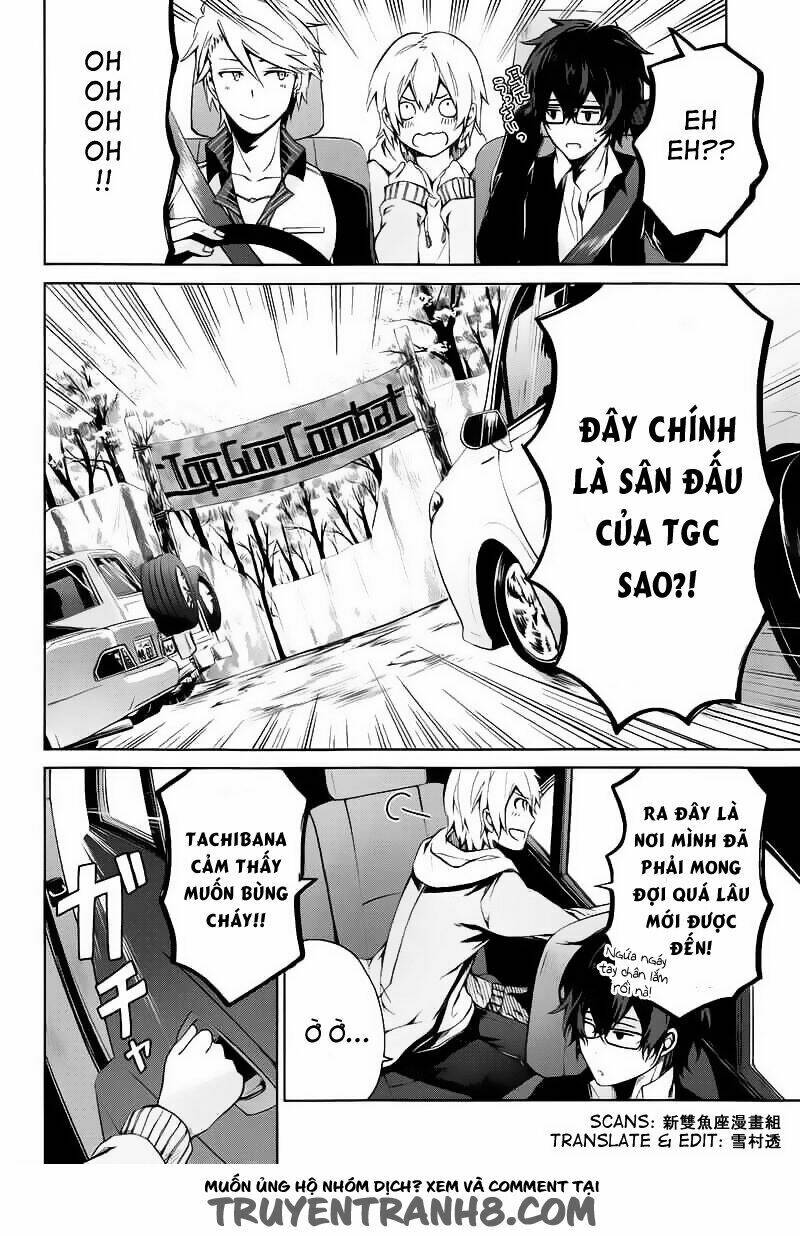 EH
EH??
OH
OH
OH
OH
!!
Top Gun Combat
ĐÂY CHÍNH
LÀ SÂN ĐẤU
CỦA TGC
SAO?!
RA ĐÂY LÀ
NƠI MÌNH ĐÃ
PHẢI MONG
ĐỢI QUÁ LÂU
MỚI ĐƯỢC
ĐẾN!
Ngứa ngáy
tay chân lắm
rồi nà!
TACHIBANA
CẢM THẤY
MUỐN BÙNG
CHÁY!!
Ờ Ờ...
ガチャ
SCANS: 新雙魚座漫畫組
TRANSLATE & EDIT: 雪村透
MUỐN ỦNG HỘ NHÓM DỊCH? XEM VÀ COMMENT TẠI
TRUYENTRANH8.COM